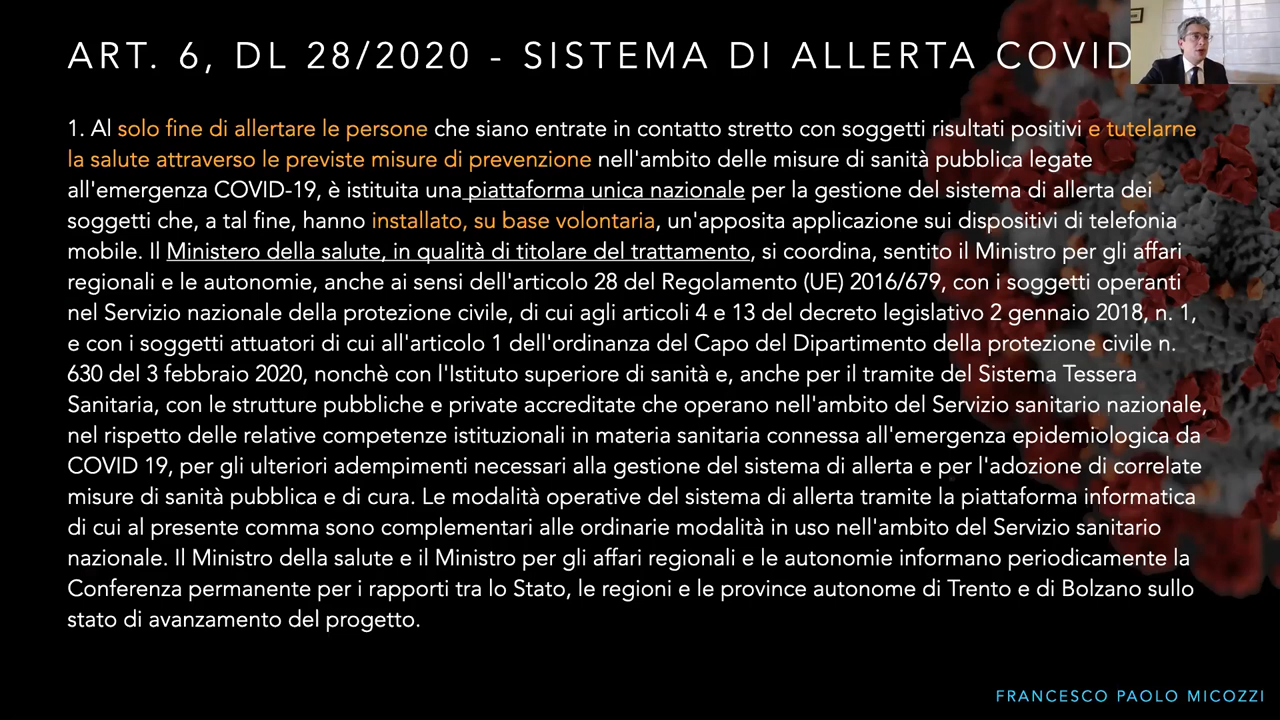 ART. 6, DL 28/2020 - SISTEMA DI ALLERTA COVID
1. Al solo fine di allertare le persone che siano entrate in contatto stretto con soggetti risultati positivi e tutelarne
la salute attraverso le previste misure di prevenzione nell'ambito delle misure di sanità pubblica legate
all'emergenza COVID-19, è istituita una piattaforma unica nazionale per la gestione del sistema di allerta dei
soggetti che, a tal fine, hanno installato, su base volontaria, un'apposita applicazione sui dispositivi di telefonia
mobile. Il Ministero della salute, in qualità di titolare del trattamento, si coordina, sentito il Ministro per gli affari
regionali e le autonomie, anche ai sensi dell'articolo 28 del Regolamento (UE) 2016/679, con i soggetti operanti
nel Servizio nazionale della protezione civile, di cui agli articoli 4 e 13 del decreto legislativo 2 gennaio 2018, n. 1,
e con i soggetti attuatori di cui all'articolo 1 dell'ordinanza del Capo del Dipartimento della protezione civile n.
630 del 3 febbraio 2020, nonchè con l'Istituto superiore di sanità e, anche per il tramite del Sistema Tessera
Sanitaria, con le strutture pubbliche e private accreditate che operano nell'ambito del Servizio sanitario nazionale,
nel rispetto delle relative competenze istituzionali in materia sanitaria connessa all'emergenza epidemiologica da
COVID 19, per gli ulteriori adempimenti necessari alla gestione del sistema di allerta e per l'adozione di correlate
misure di sanità pubblica e di cura. Le modalità operative del sistema di allerta tramite la piattaforma informatica
di cui al presente comma sono complementari alle ordinarie modalità in uso nell'ambito del Servizio sanitario
nazionale. Il Ministro della salute e il Ministro per gli affari regionali e le autonomie informano periodicamente la
Conferenza permanente per i rapporti tra lo Stato, le regioni e le province autonome di Trento e di Bolzano sullo
stato di avanzamento del progetto.
FRANCESCO PAOLO MICOZZI